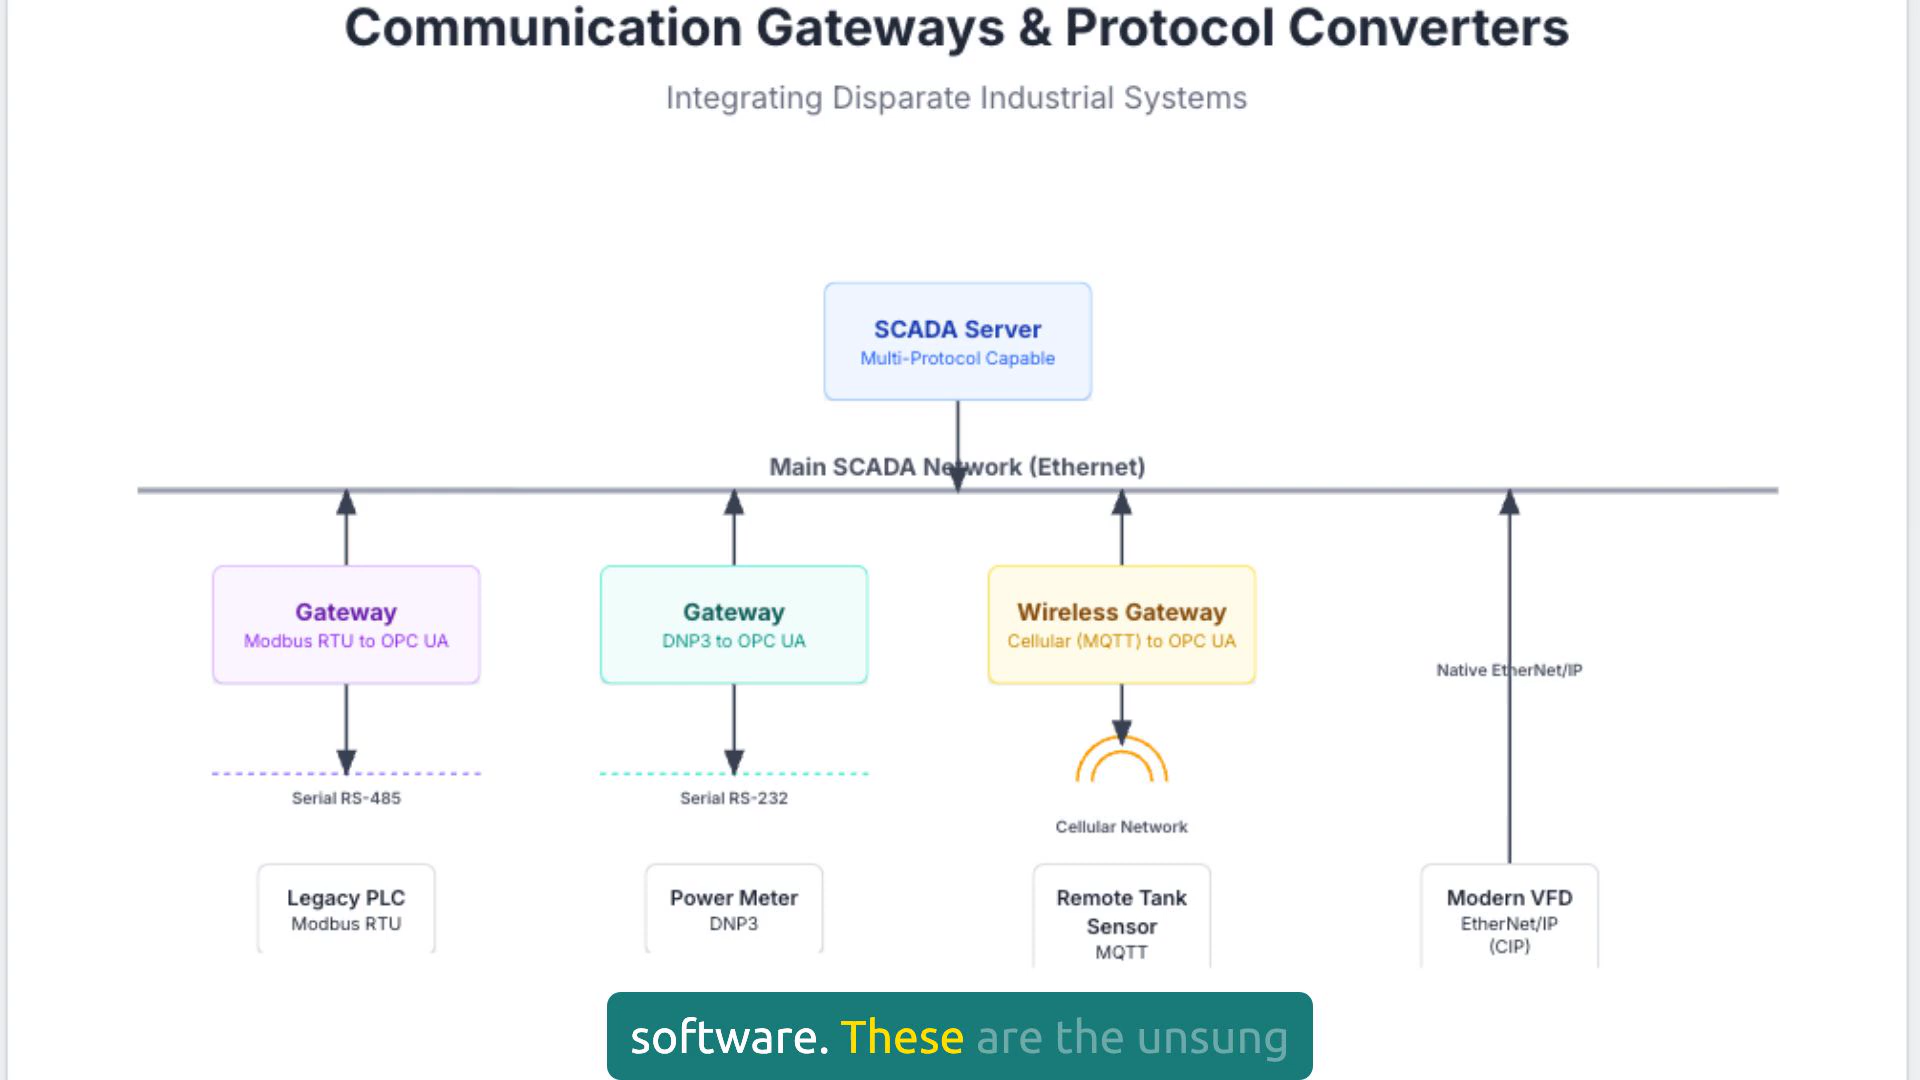 Communication Gateways & Protocol Converters
Integrating Disparate Industrial Systems
SCADA Server
Multi-Protocol Capable
Main SCADA Network (Ethernet)
Gateway
Modbus RTU to OPC UA
Gateway
DNP3 to OPC UA
Wireless Gateway
Cellular (MQTT) to OPC UA
Native EtherNet/IP
Serial RS-485
Serial RS-232
Cellular Network
Legacy PLC
Modbus RTU
Power Meter
DNP3
Remote Tank
Sensor
MQTT
Modern VFD
EtherNet/IP
(CIP)
software. These are the unsung